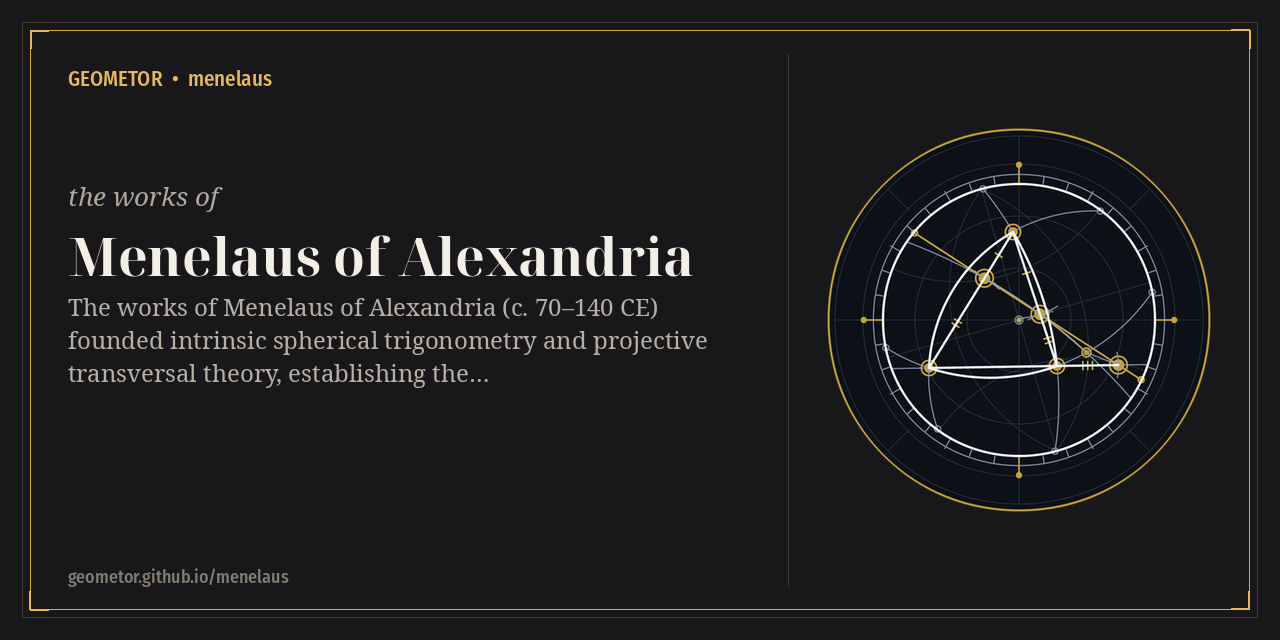 GEOMETOR • menelaus
the works of
Menelaus of Alexandria
The works of Menelaus of Alexandria (c. 70–140 CE)
founded intrinsic spherical trigonometry and projective
transversal theory, establishing the...
geometor.github.io/menelaus